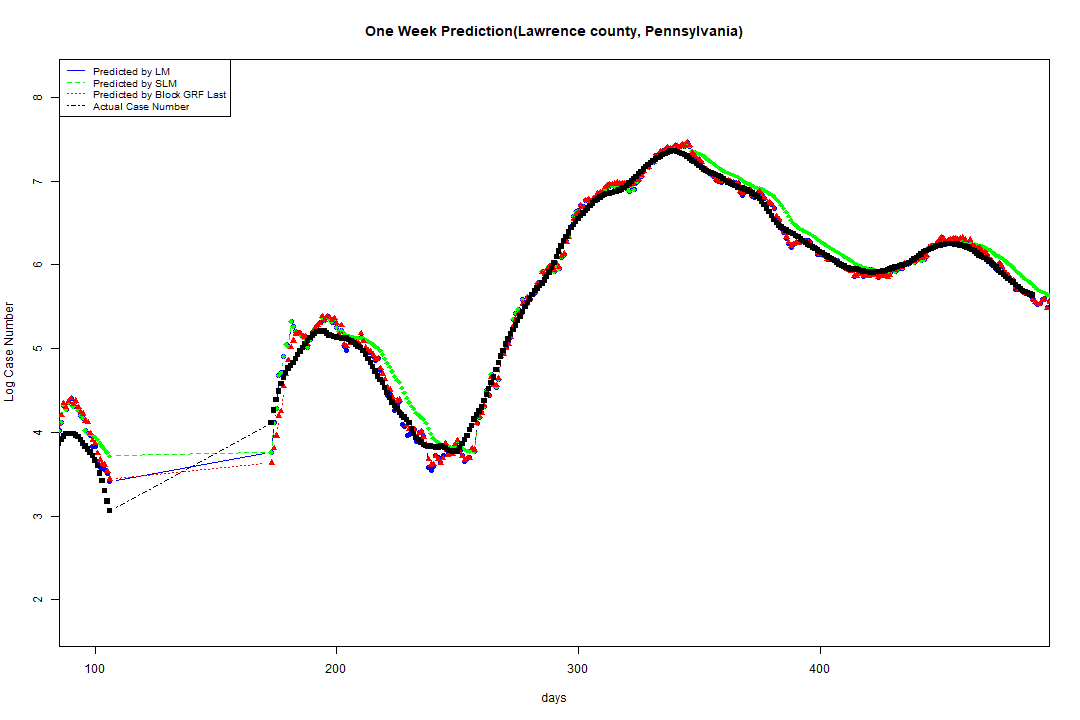 One Week Prediction(Lawrence county, Pennsylvania)
Predicted by LM
Predicted by SLM
Predicted by Block GRF Last
Actual Case Number
8
7
6
5
4
3
2
Log Case Number
100 200 300 400
days